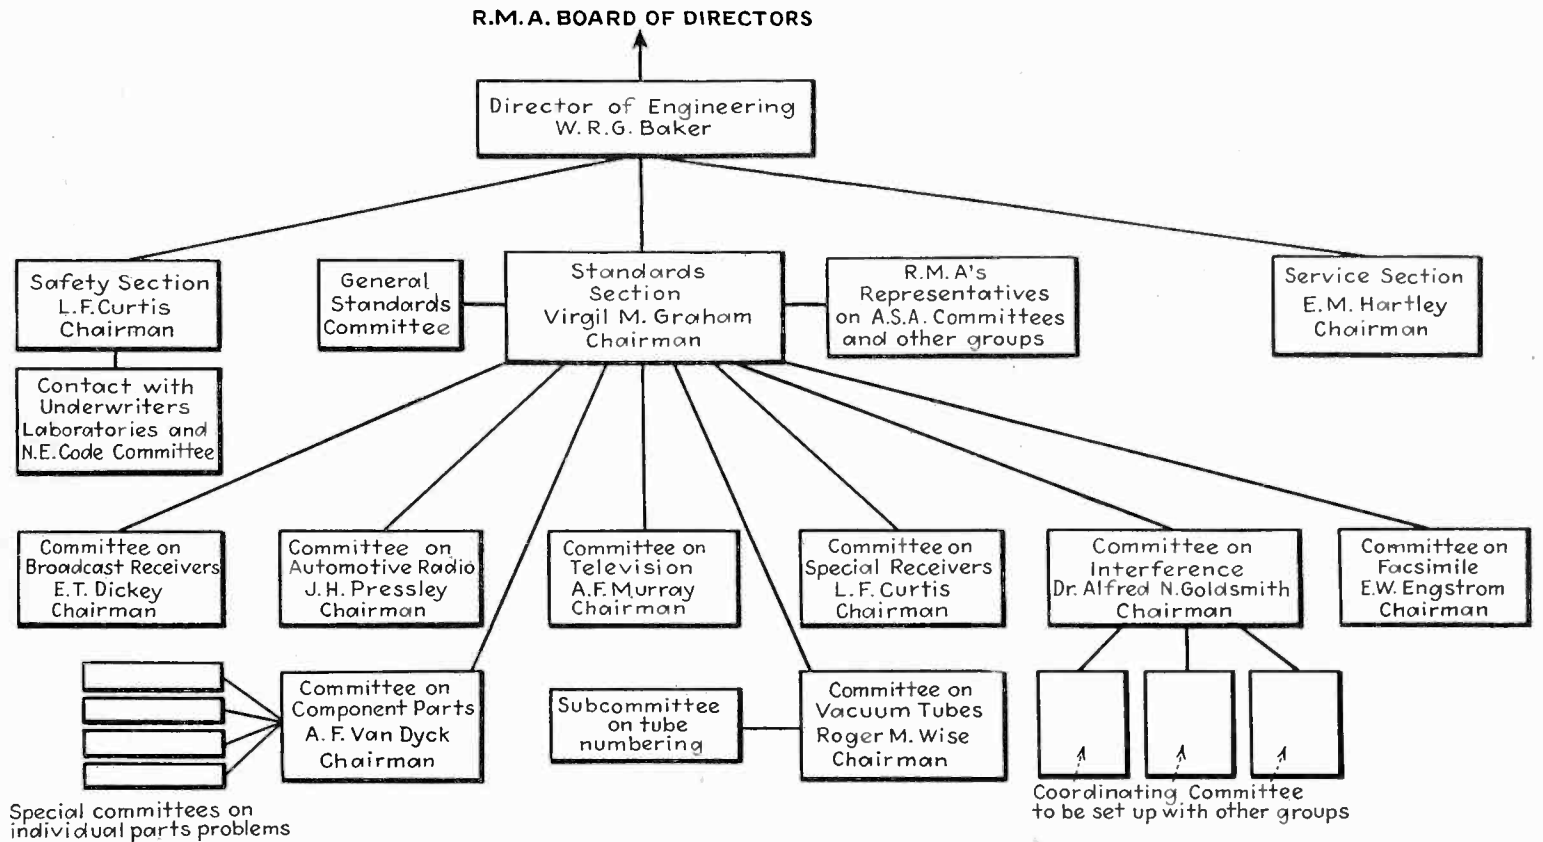 R.M.A. BOARD OF DIRECTORS
Director of Engineering
W.R.G. Baker
Safety Section
L.F. Curtis
Chairman
General
Standards
Committee
Standards
Section
Virgil M. Graham
Chairman
R.M.A's
Representatives
on A.S.A. Committees
and other groups
Service Section
E.M. Hartley
Chairman
Contact with
Underwriters
Laboratories and
N.E. Code Committee
Committee on
Broadcast Receivers
E.T. Dickey
Chairman
Committee on
Automotive Radio
J.H. Pressley
Chairman
Committee on
Television
A.F. Murray
Chairman
Committee on
Special Receivers
L.F. Curtis
Chairman
Committee on
Interference
Dr. Alfred N. Goldsmith
Chairman
Committee on
Facsimile
E.W. Engstrom
Chairman
Committee on
Component Parts
A.F. Van Dyck
Chairman
Subcommittee
on tube
numbering
Committee on
Vacuum Tubes
Roger M. Wise
Chairman
Special committees on
individual parts problems
Coordinating Committee
to be set up with other groups